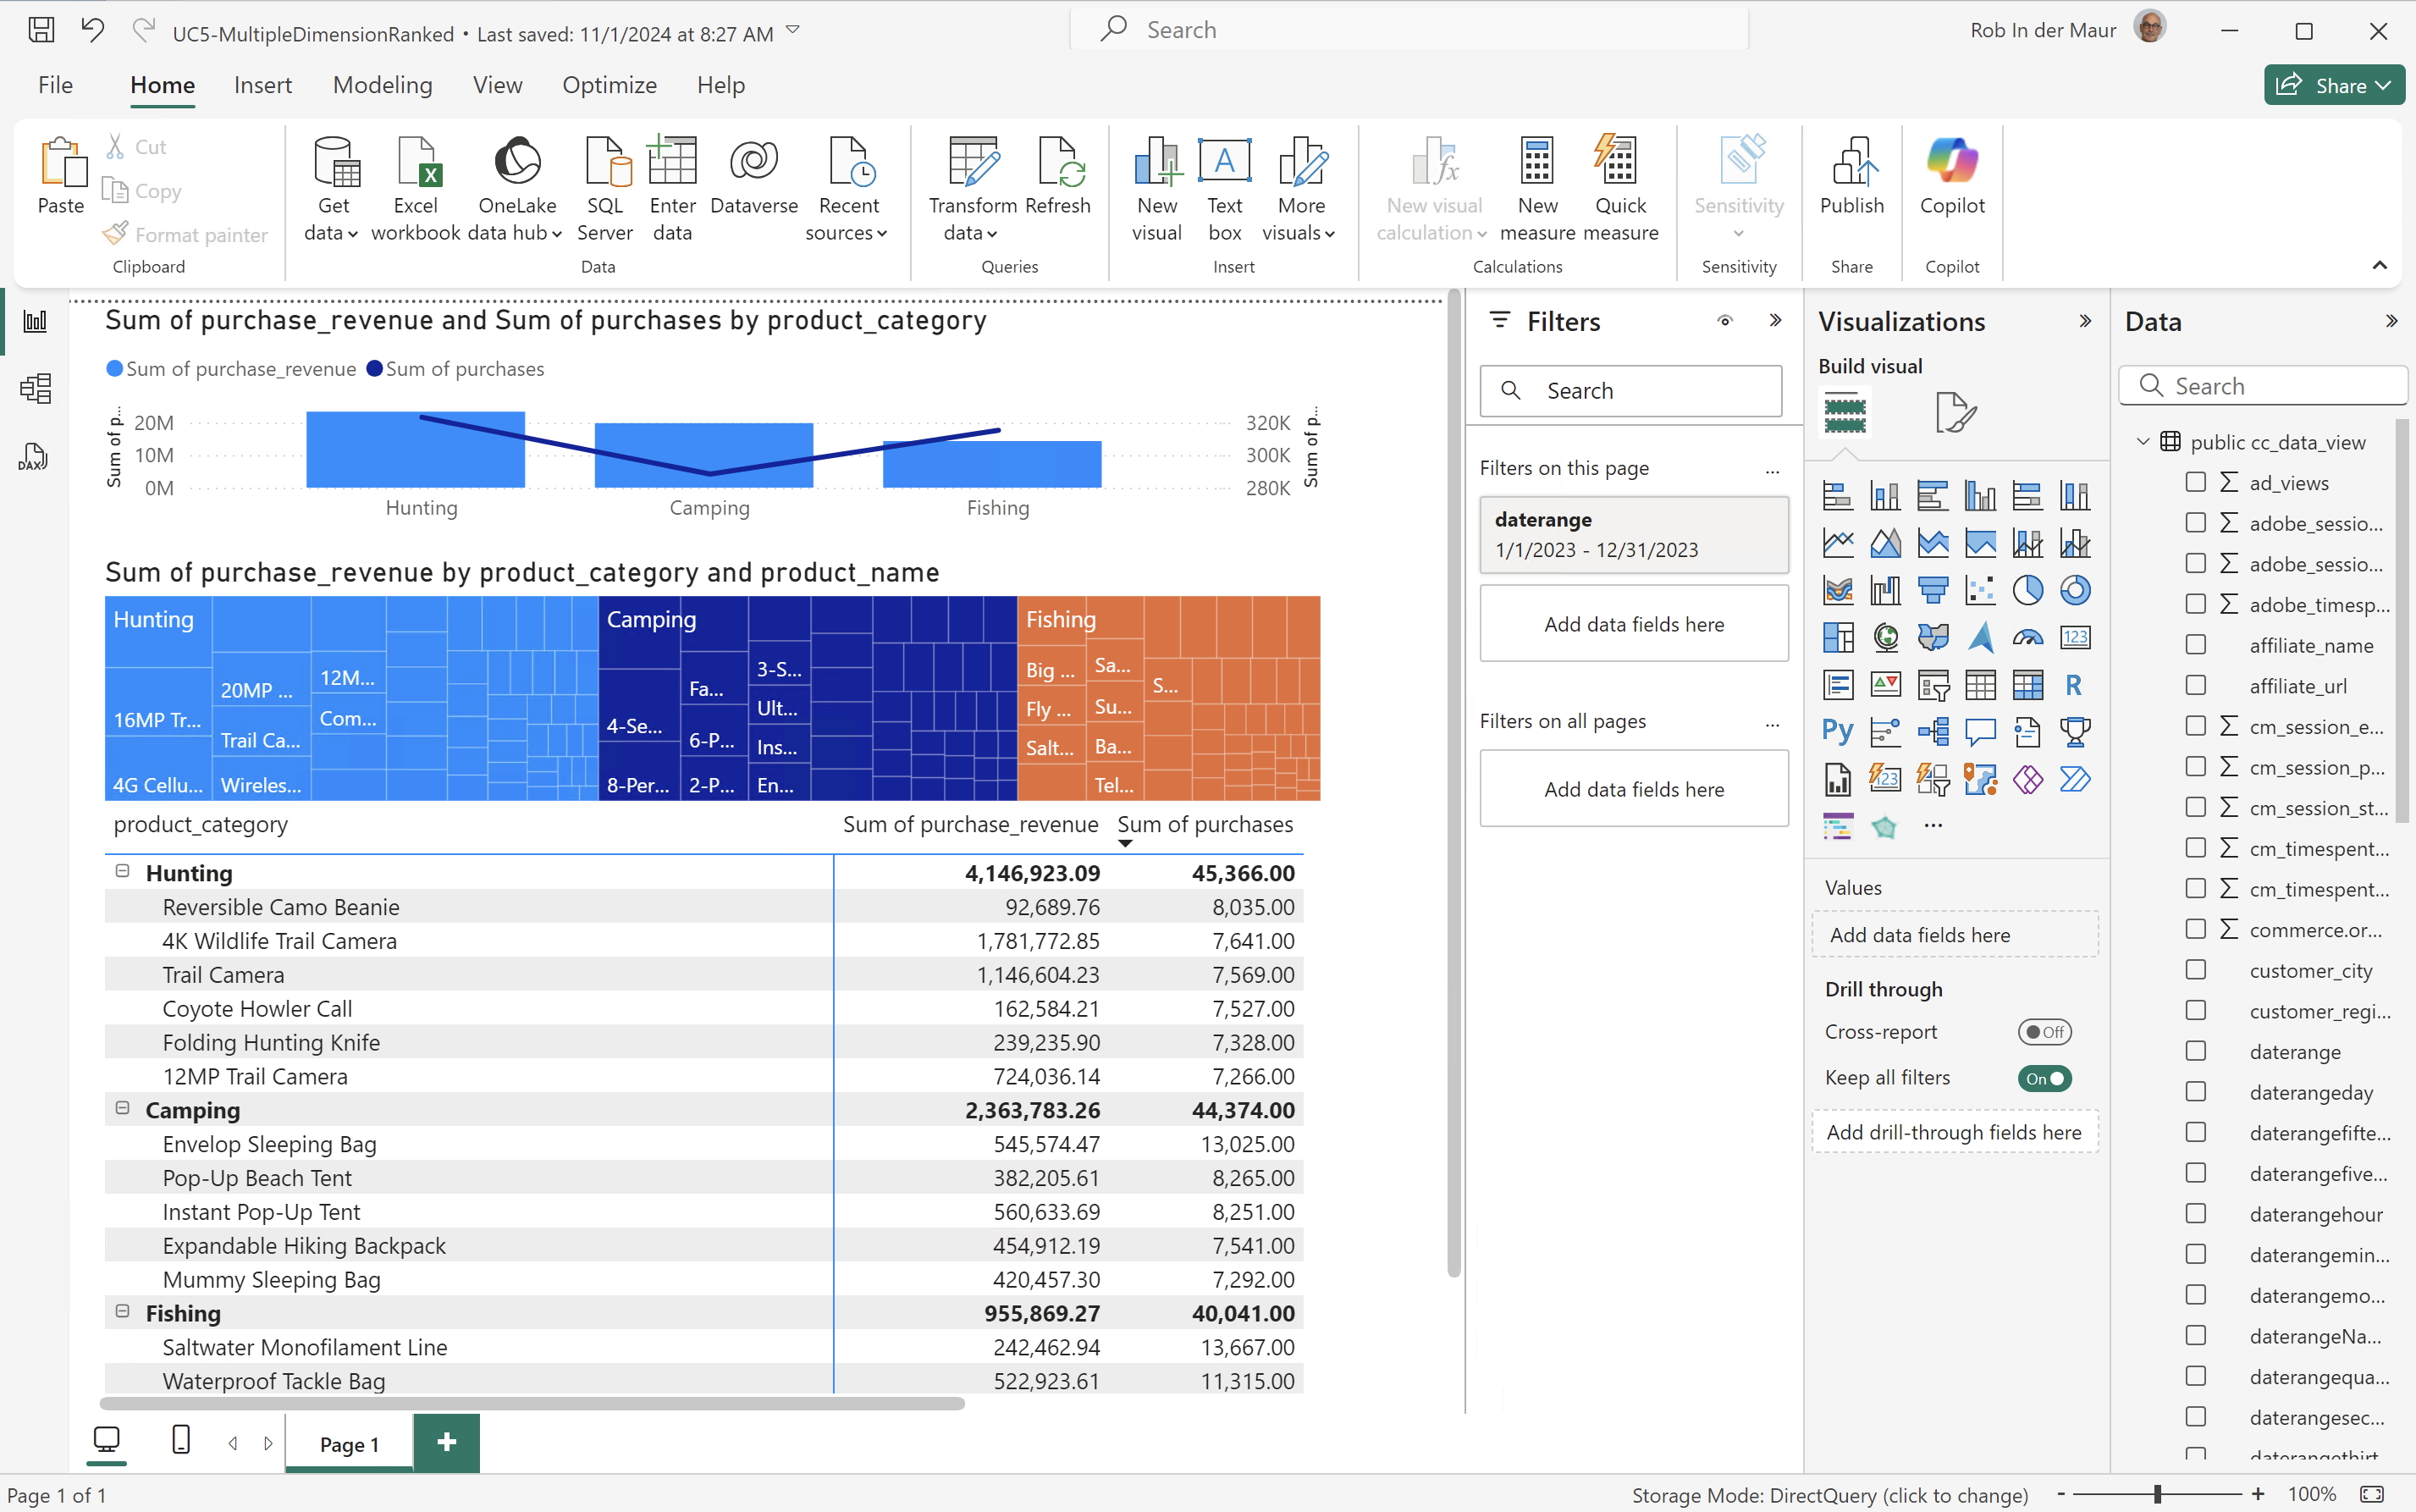 UC5-MultipleDimensionRanked • Last saved: 11/1/2024 at 8:27 AM
Search
Rob In der Maur
File Home Insert Modeling View Optimize Help
Share
Paste
Cut
Copy
Format painter
Clipboard
Get data
Excel workbook
OneLake data hub
SQL Server
Enter data
Dataverse
Recent sources
Data
Transform data
Refresh
Queries
New visual
A
Text box
More visuals
Insert
New visual calculation
New measure
Quick measure
Calculations
Sensitivity
Sensitivity
Publish
Share
Copilot
Copilot
DAX
Sum of purchase_revenue and Sum of purchases by product_category
Sum of purchase_revenue Sum of purchases
Sum of p...
20M
10M
0M
320K
300K
280K
Sum of p...
Hunting Camping Fishing
Sum of purchase_revenue by product_category and product_name
Hunting
16MP Tr...
4G Cellu...
20MP ...
Trail Ca...
Wireles...
12M...
Com...
Camping
4-Se...
8-Per...
Fa...
6-P...
2-P...
3-S...
Ult...
Ins...
En...
Fishing
Big ...
Fly ...
Salt...
Sa...
Su...
Ba...
Tel...
S...
product_category Sum of purchase_revenue Sum of purchases
Hunting 4,146,923.09 45,366.00
Reversible Camo Beanie 92,689.76 8,035.00
4K Wildlife Trail Camera 1,781,772.85 7,641.00
Trail Camera 1,146,604.23 7,569.00
Coyote Howler Call 162,584.21 7,527.00
Folding Hunting Knife 239,235.90 7,328.00
12MP Trail Camera 724,036.14 7,266.00
Camping 2,363,783.26 44,374.00
Envelop Sleeping Bag 545,574.47 13,025.00
Pop-Up Beach Tent 382,205.61 8,265.00
Instant Pop-Up Tent 560,633.69 8,251.00
Expandable Hiking Backpack 454,912.19 7,541.00
Mummy Sleeping Bag 420,457.30 7,292.00
Fishing 955,869.27 40,041.00
Saltwater Monofilament Line 242,462.94 13,667.00
Waterproof Tackle Bag 522,923.61 11,315.00
Filters
Search
Filters on this page ...
daterange
1/1/2023 - 12/31/2023
Add data fields here
Filters on all pages ...
Add data fields here
Visualizations
Build visual
123
R
Py
123
...
Values
Add data fields here
Drill through
Cross-report Off
Keep all filters On
Add drill-through fields here
Data
Search
public cc_data_view
Σ ad_views
Σ adobe_sessio...
Σ adobe_sessio...
Σ adobe_timesp...
affiliate_name
affiliate_url
Σ cm_session_e...
Σ cm_session_p...
Σ cm_session_st...
Σ cm_timespent...
Σ cm_timespent...
Σ commerce.or...
customer_city
customer_regi...
daterange
daterangeday
daterangefifte...
daterangefive...
daterangehour
daterangemin...
daterangemo...
daterangeNa...
daterangequa...
daterangesec...
daterangethirt
Page 1
+
Page 1 of 1
Storage Mode: DirectQuery (click to change)
- + 100%